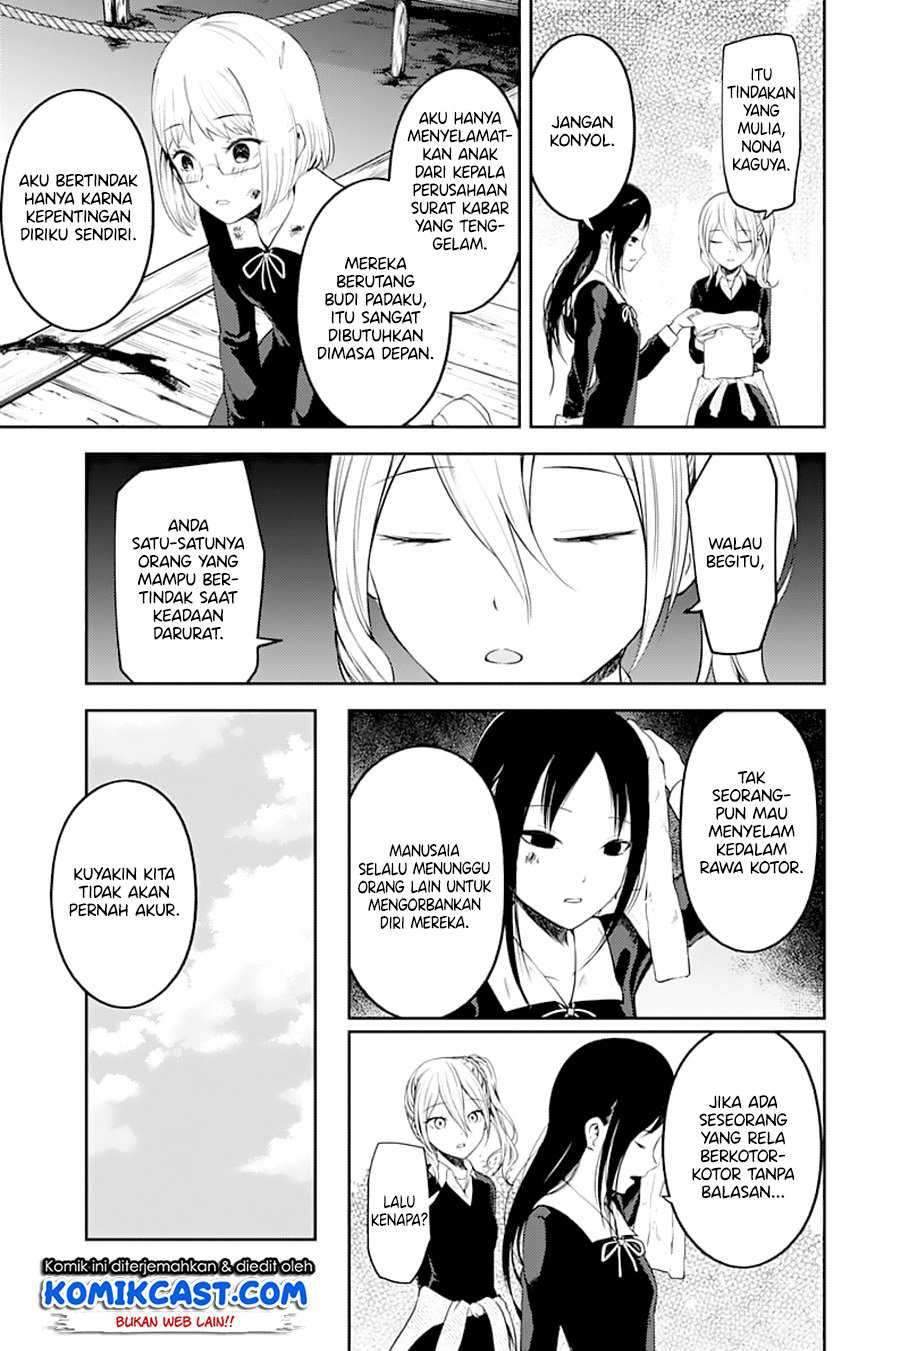 ITU
TINDAKAN
YANG
MULIA,
NONA
KAGUYA.
JANGAN
KONYOL.
AKU HANYA
MENYELAMAT-
KAN ANAK
DARI KEPALA
PERUSAHAAN
SURAT KABAR
YANG TENG-
GELAM.
MEREKA
BERUTANG
BUDI PADAKU,
ITU SANGAT
DIBUTUHKAN
DIMASA DEPAN.
AKU BERTINDAK
HANYA KARNA
KEPENTINGAN
DIRIKU SENDIRI.
WALAU
BEGITU,
ANDA
SATU-SATUNYA
ORANG YANG
MAMPU BER-
TINDAK SAAT
KEADAAN
DARURAT.
TAK
SEORANG-
PUN MAU
MENYELAM
KEDALAM
RAWA KOTOR.
MANUSAIA
SELALU MENUNGGU
ORANG LAIN UNTUK
MENGORBANKAN
DIRI MEREKA.
JIKA ADA
SESEORANG
YANG RELA
BERKOTOR-
KOTOR TANPA
BALASAN...
LALU
KENAPA?
KUYAKIN KITA
TIDAK AKAN
PERNAH AKUR.
Komik ini diterjemahkan & diedit oleh
KOMIKCAST.COM
BUKAN WEB LAIN!!